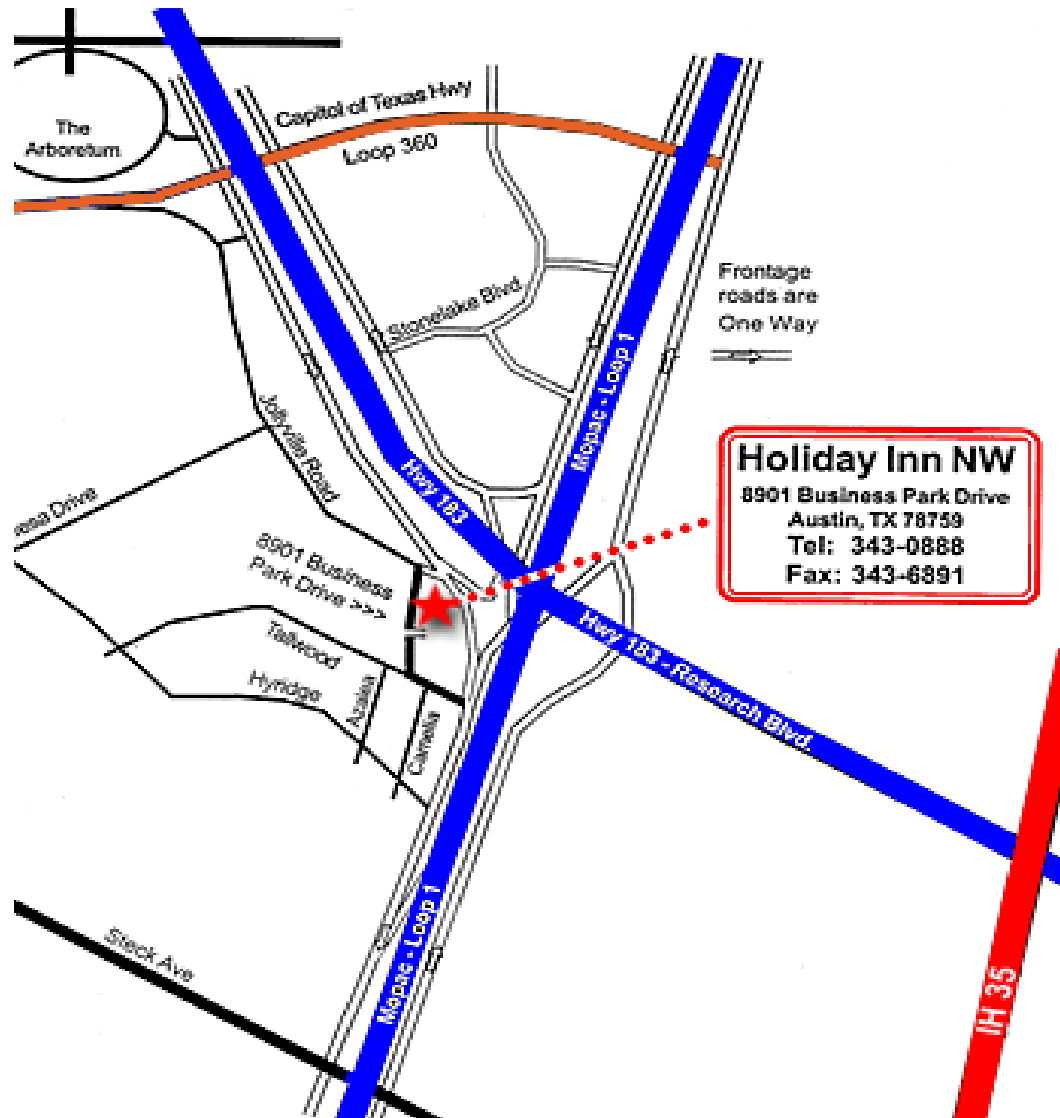 The
Arboretum
Capitol of Texas Hwy
Loop 360
Stonelake Blvd
Frontage
roads are
One Way
Mopac - Loop 1
Jollyville Road
Hwy 183
Holiday Inn NW
8901 Business Park Drive
Austin, TX 78759
Tel: 343-0888
Fax: 343-6891
Drive
8901 Business
Park Drive >>>
Tallwood
Hyridge
Azalea
Camelia
Hwy 183 - Research Blvd.
Mopac - Loop 1
Steck Ave
IH 35